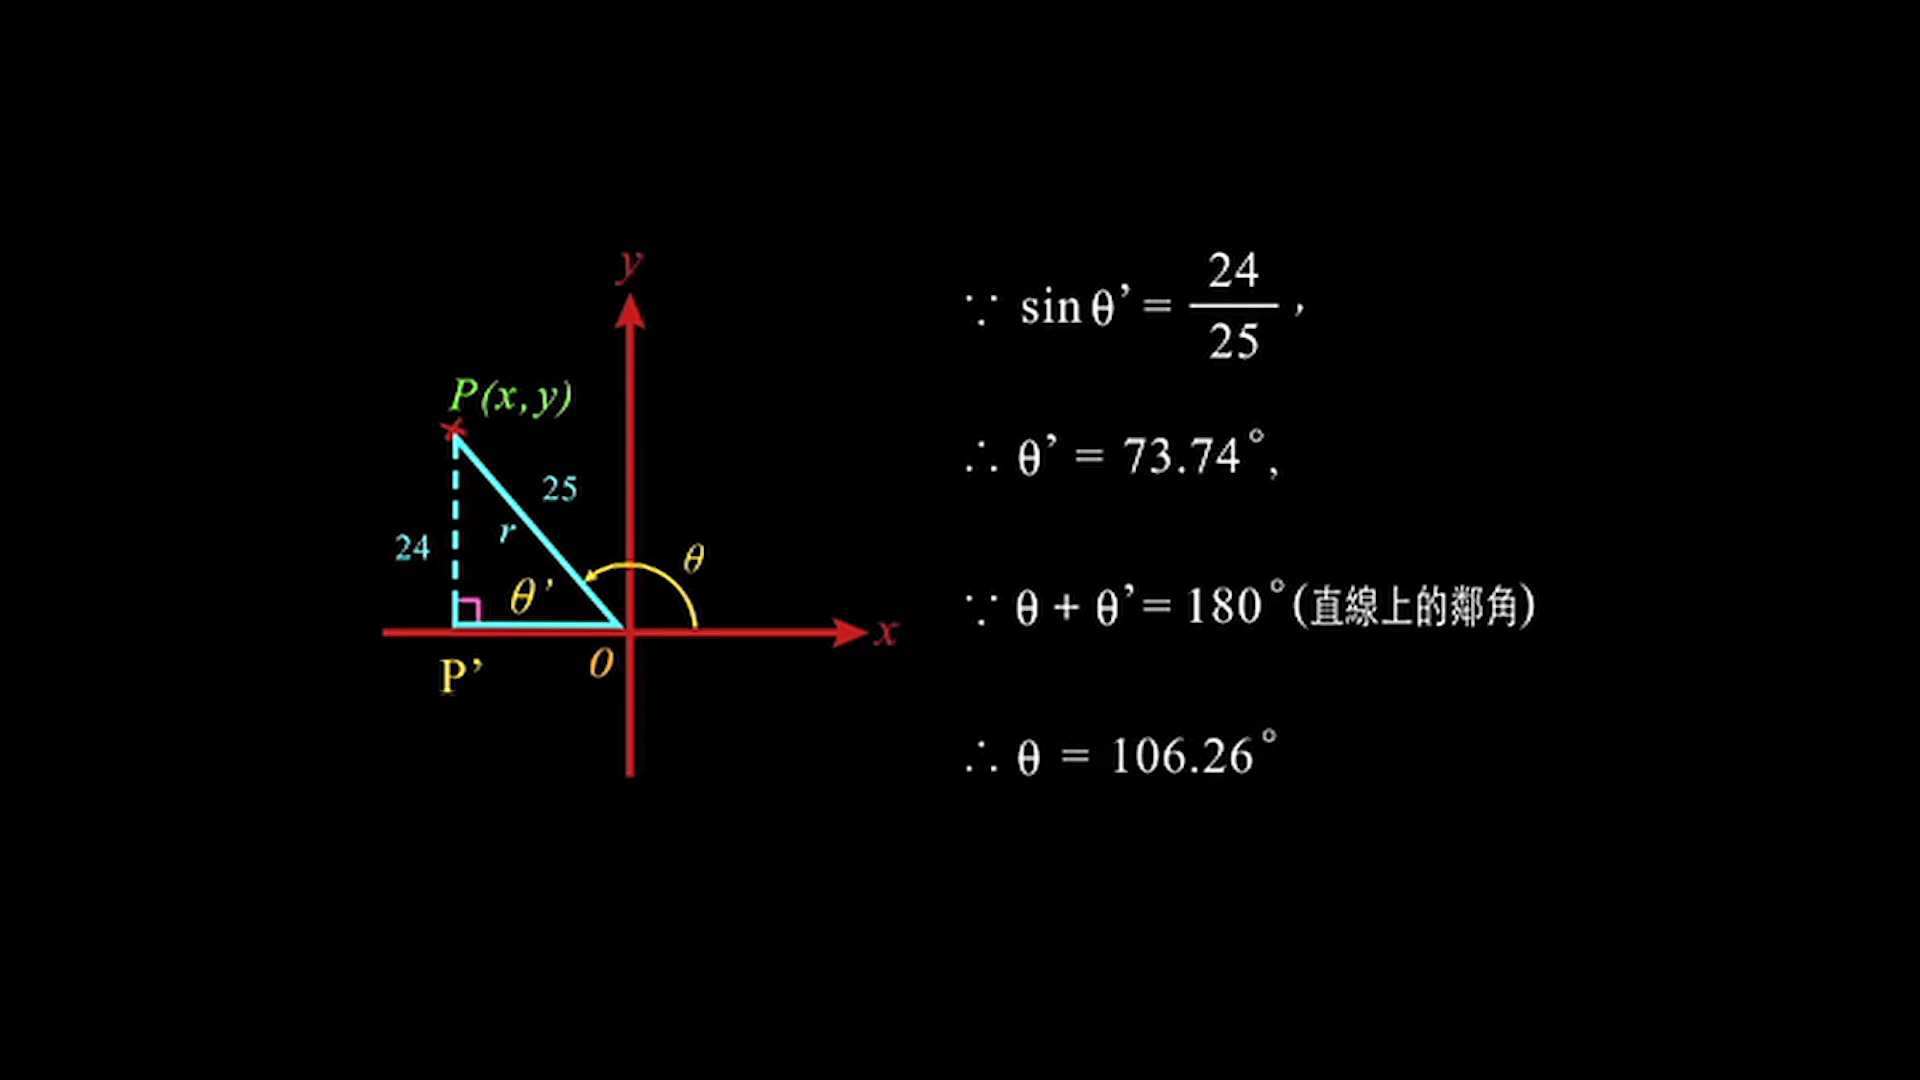 y
P(x,y)
25
r
24
θ’
θ
x
P’
O
∵ sin θ’ = 24/25 ,
∴ θ’ = 73.74°,
∵ θ + θ’ = 180° (直線上的鄰角)
∴ θ = 106.26°